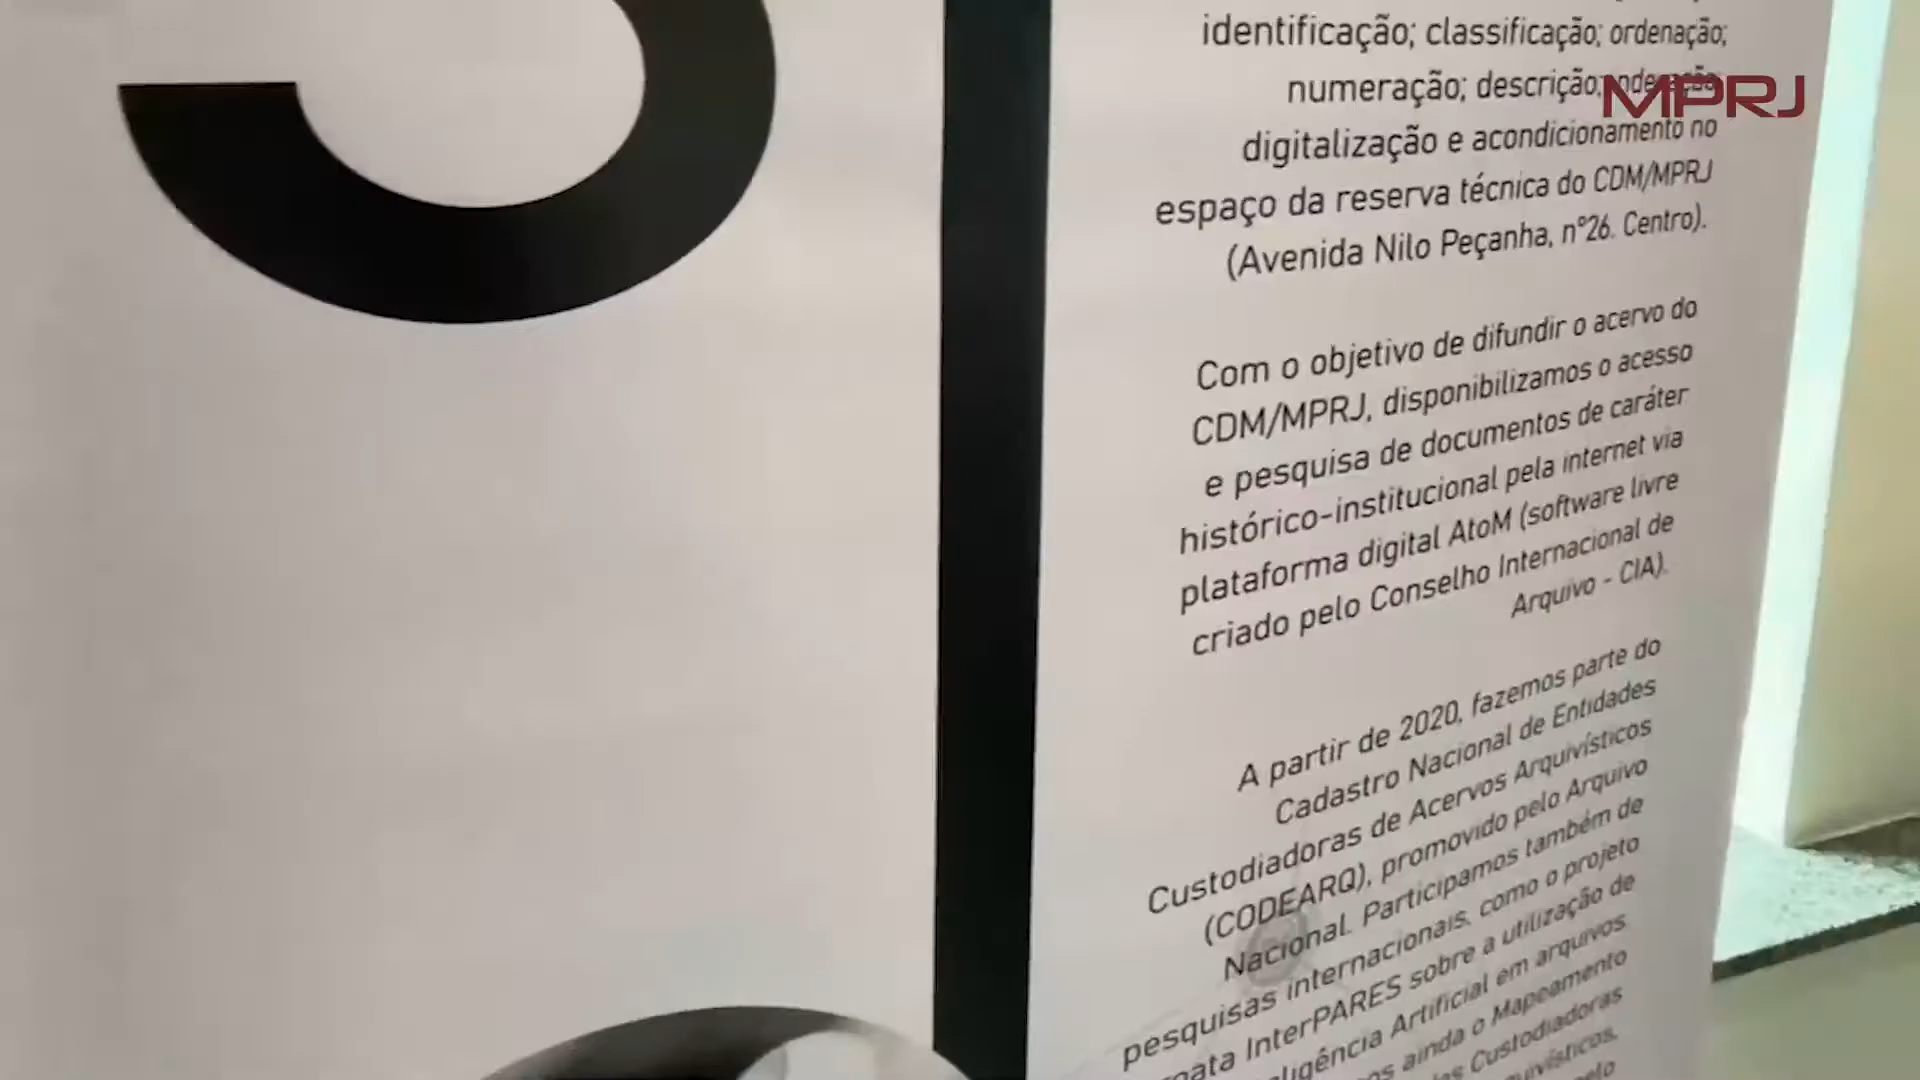 identificação; classificação; ordenação;
numeração; descrição;
MPRJ
digitalização e acondicionamento no
espaço da reserva técnica do CDM/MPRJ
(Avenida Nilo Peçanha, nº26. Centro).
Com o objetivo de difundir o acervo do
CDM/MPRJ, disponibilizamos o acesso
e pesquisa de documentos de caráter
histórico-institucional pela internet via
plataforma digital AtoM (software livre
criado pelo Conselho Internacional de
Arquivo - CIA).
A partir de 2020, fazemos parte do
Cadastro Nacional de Entidades
Custodiadoras de Acervos Arquivísticos
(CODEARQ), promovido pelo Arquivo
Nacional. Participamos também de
pesquisas internacionais, como o projeto
InterPARES sobre a utilização de
Artificial em arquivos.
ainda o Mapeamento
Custodiadoras